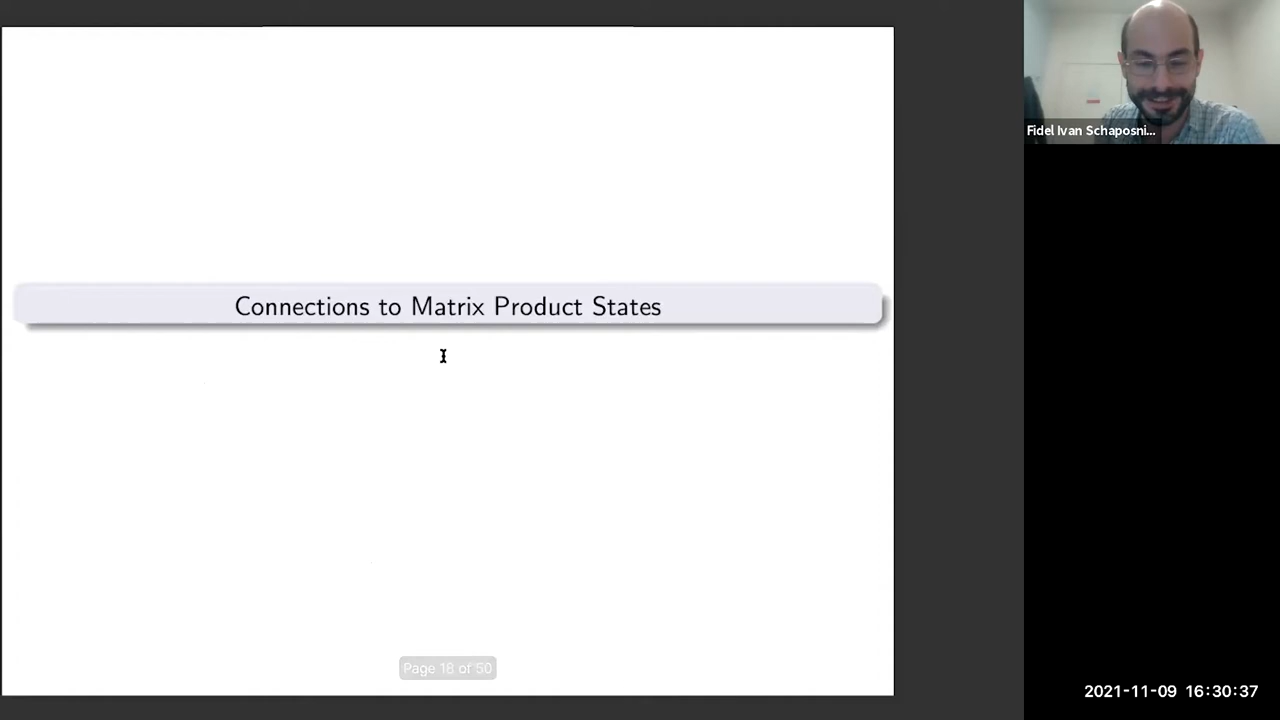 Fidel Ivan Schaposni...
Connections to Matrix Product States
Page 18 of 50
2021-11-09 16:30:37